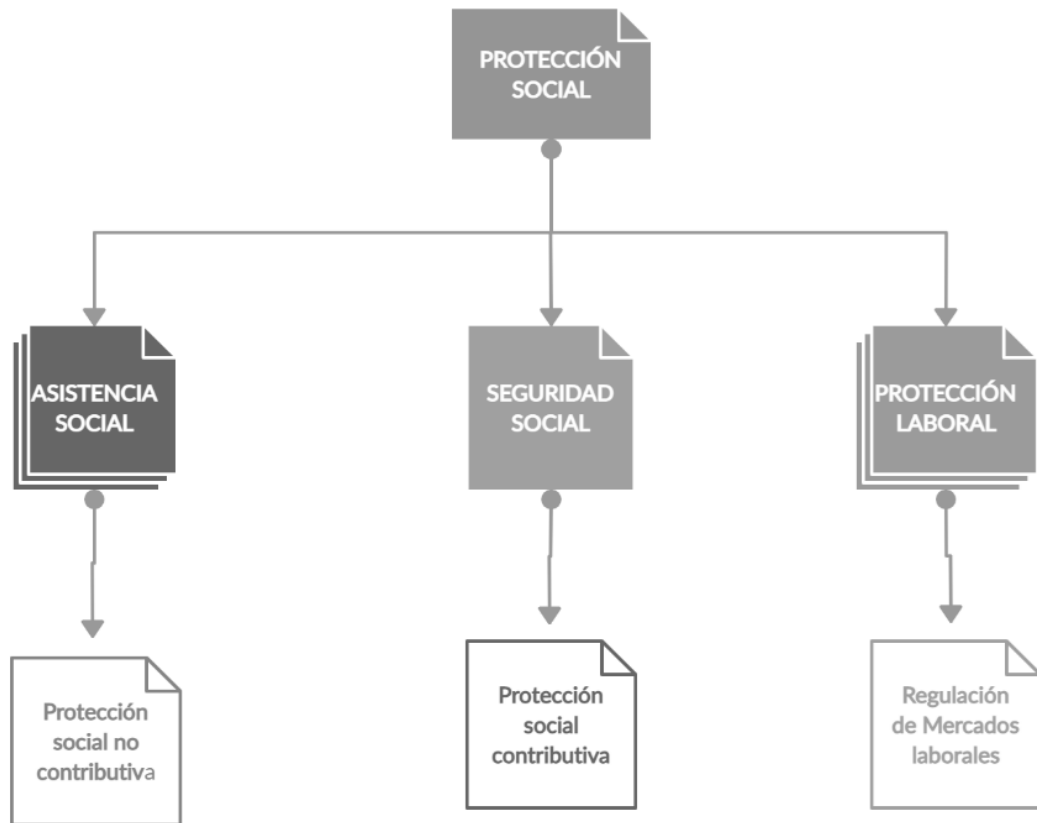 PROTECCIÓN
SOCIAL
ASISTENCIA
SOCIAL
SEGURIDAD
SOCIAL
PROTECCIÓN
LABORAL
Protección
social no
contributiva
Protección
social
contributiva
Regulación
de Mercados
laborales